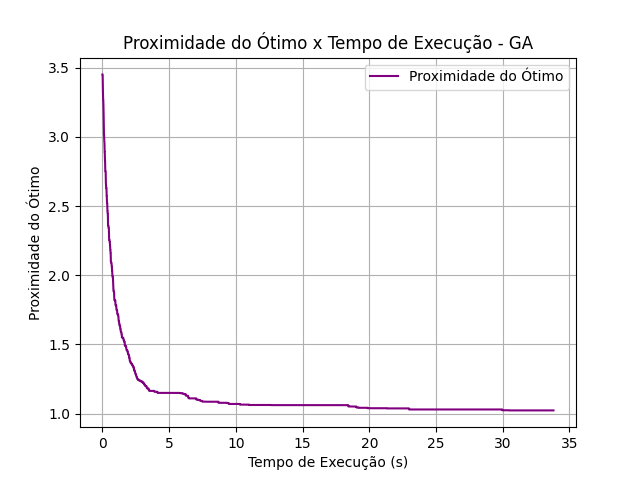 Proximidade do Ótimo x Tempo de Execução - GA
Proximidade do Ótimo
3.5
3.0
2.5
2.0
1.5
1.0
Proximidade do Ótimo
0 5 10 15 20 25 30 35
Tempo de Execução (s)